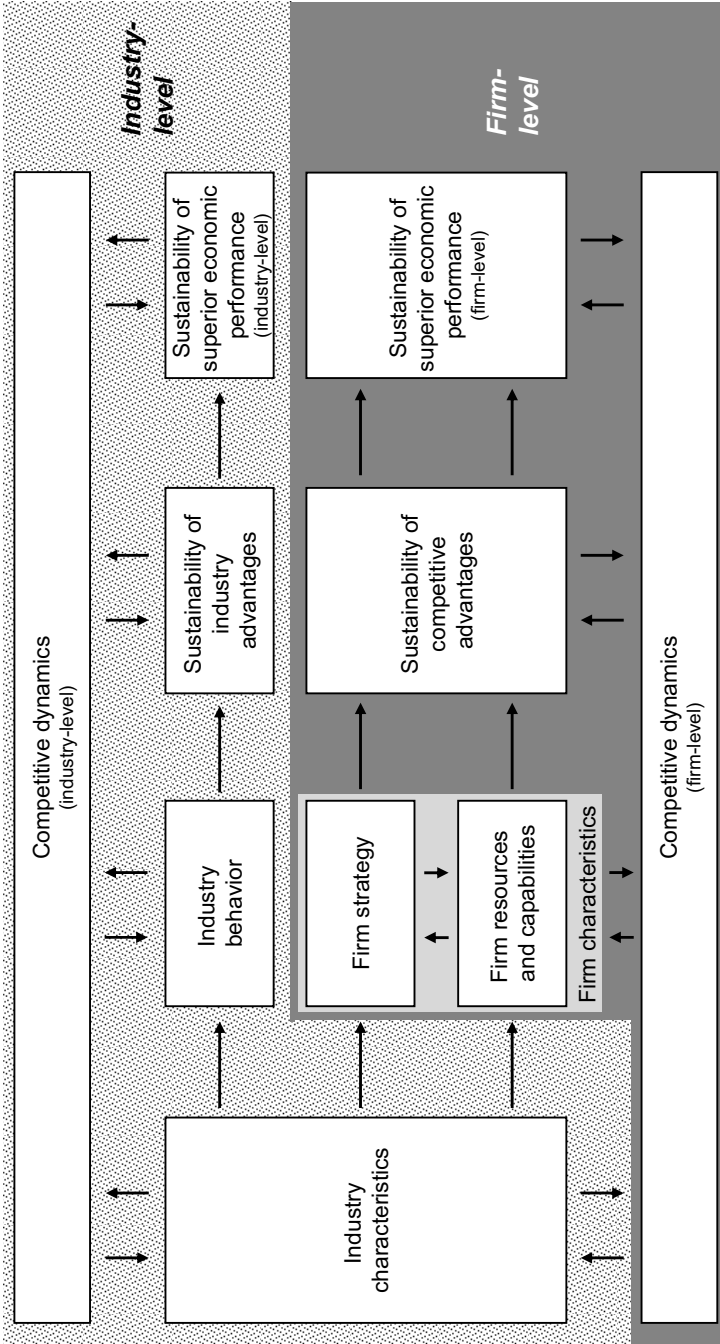 Competitive dynamics
(industry-level)
Industry
characteristics
Industry
behavior
Sustainability of
industry
advantages
Sustainability of
superior economic
performance
(industry-level)
Industry-
level
Firm strategy
Firm resources
and capabilities
Firm characteristics
Sustainability of
competitive
advantages
Sustainability of
superior economic
performance
(firm-level)
Firm-
level
Competitive dynamics
(firm-level)